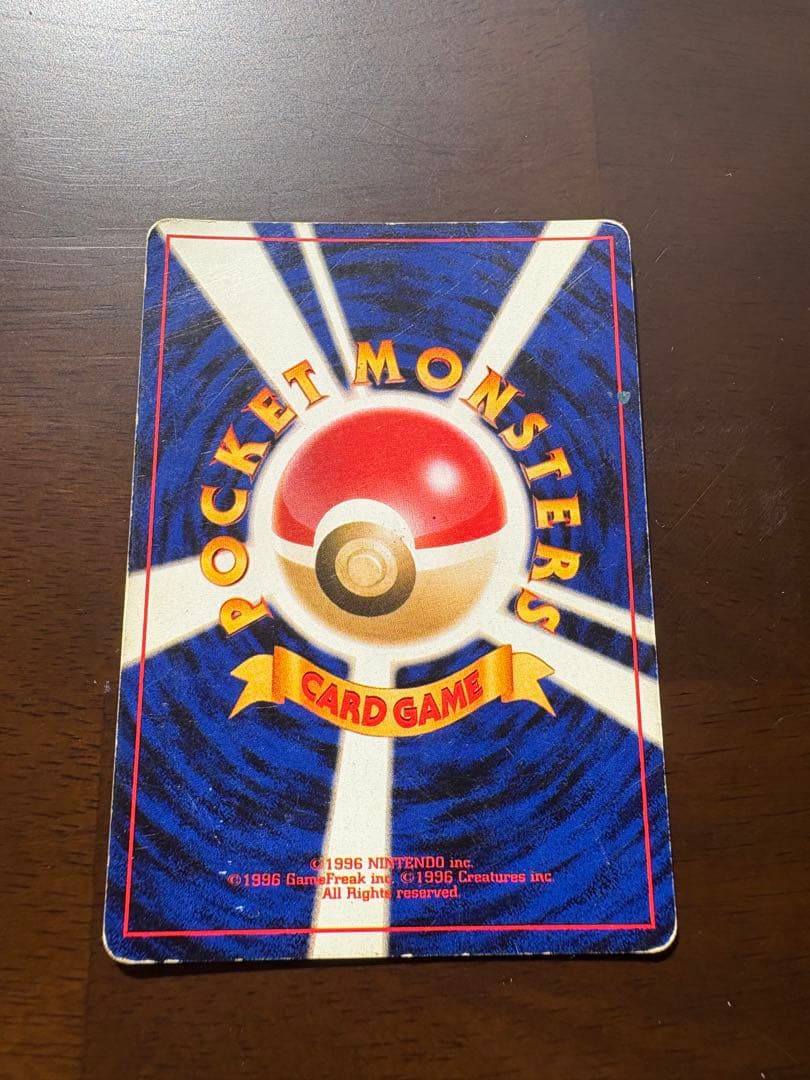 POCKET MONSTERS
CARD GAME
©1996 NINTENDO inc.
©1996 GameFreak inc. ©1996 Creatures inc.
All Rights reserved.